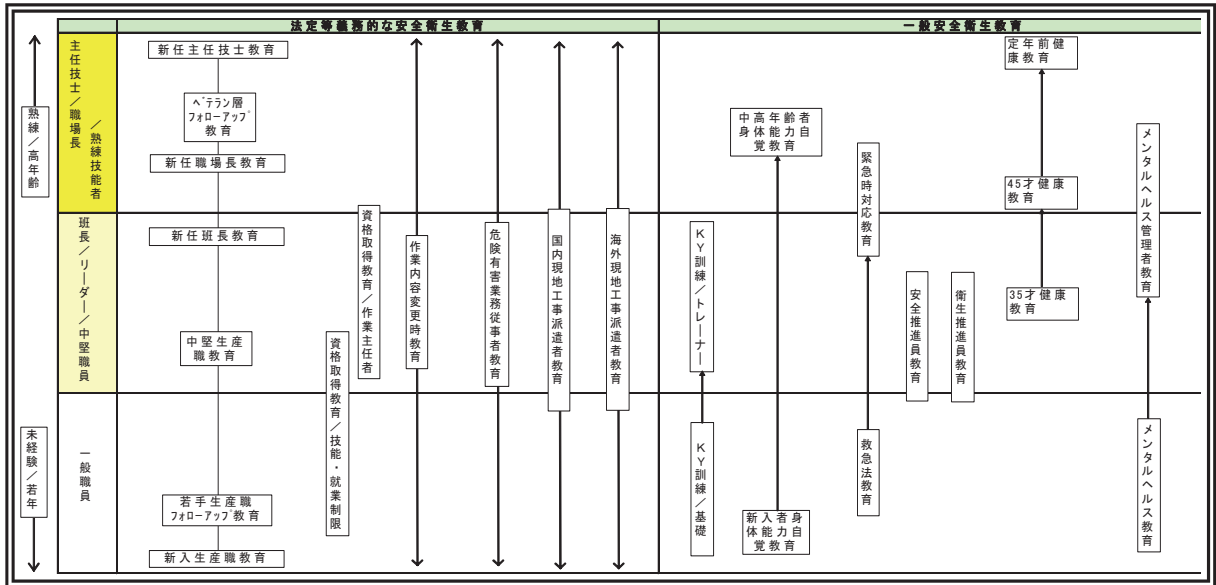 法定等義務的な安全衛生教育
一般安全衛生教育
熟練／高年齢
未経験／若年
主任技士／職場長
／熟練技能者
班長／リーダー／中堅職員
一般職員
新任主任技士教育
ベテラン層
フォローアップ
教育
新任職場長教育
新任班長教育
中堅生産
職教育
若手生産職
フォローアップ教育
新入生産職教育
資格取得教育／技能・就業制限
資格取得教育／作業主任者
作業内容変更時教育
危険有害業務従事者教育
国内現地工事派遣者教育
海外現地工事派遣者教育
ＫＹ訓練／トレーナー
ＫＹ訓練／基礎
中高年齢者
身体能力自
覚教育
新入者身
体能力自
覚教育
緊急時対応教育
救急法教育
安全推進員教育
衛生推進員教育
定年前健
康教育
45才健康
教育
35才健康
教育
メンタルヘルス管理者教育
メンタルヘルス教育